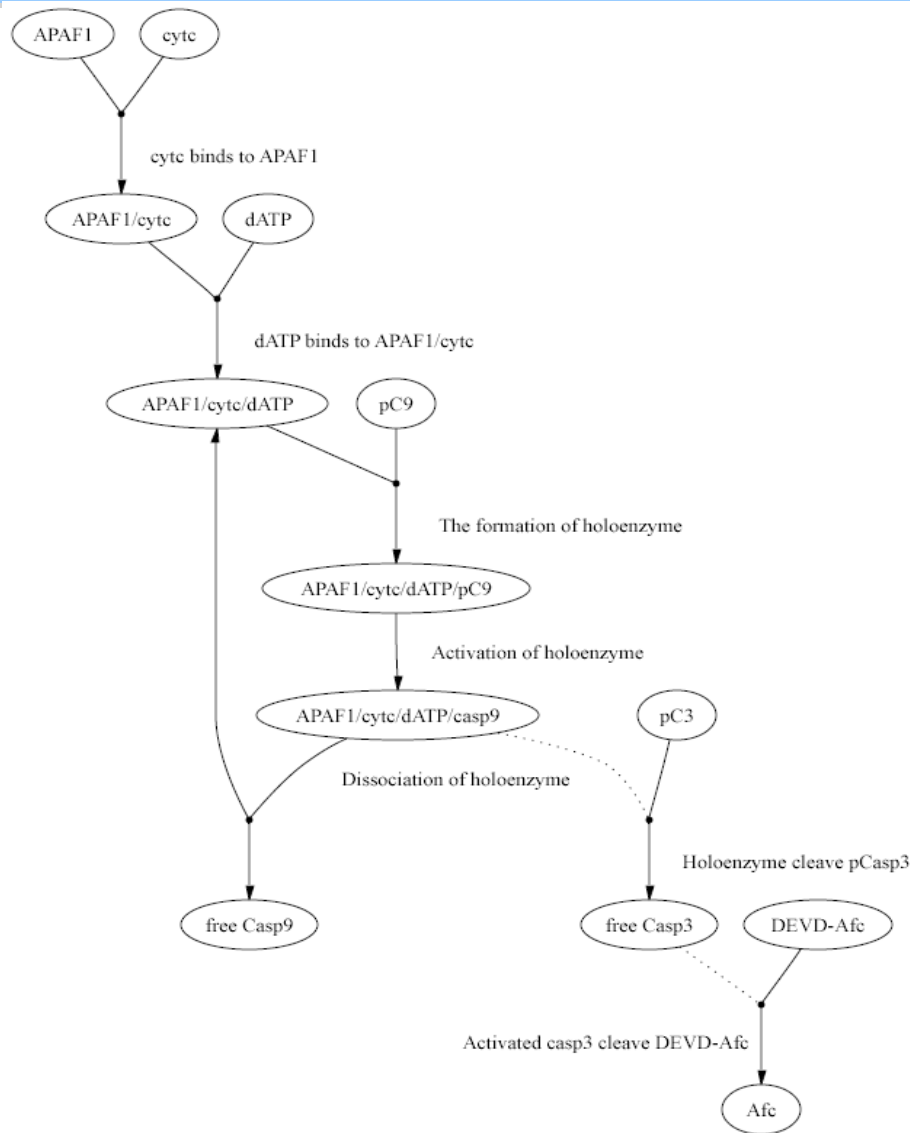 APAF1 cytc
cytc binds to APAF1
APAF1/cytc dATP
dATP binds to APAF1/cytc
APAF1/cytc/dATP pC9
The formation of holoenzyme
APAF1/cytc/dATP/pC9
Activation of holoenzyme
APAF1/cytc/dATP/casp9 pC3
Dissociation of holoenzyme
Holoenzyme cleave pCasp3
free Casp9 free Casp3 DEVD-Afc
Activated casp3 cleave DEVD-Afc
Afc